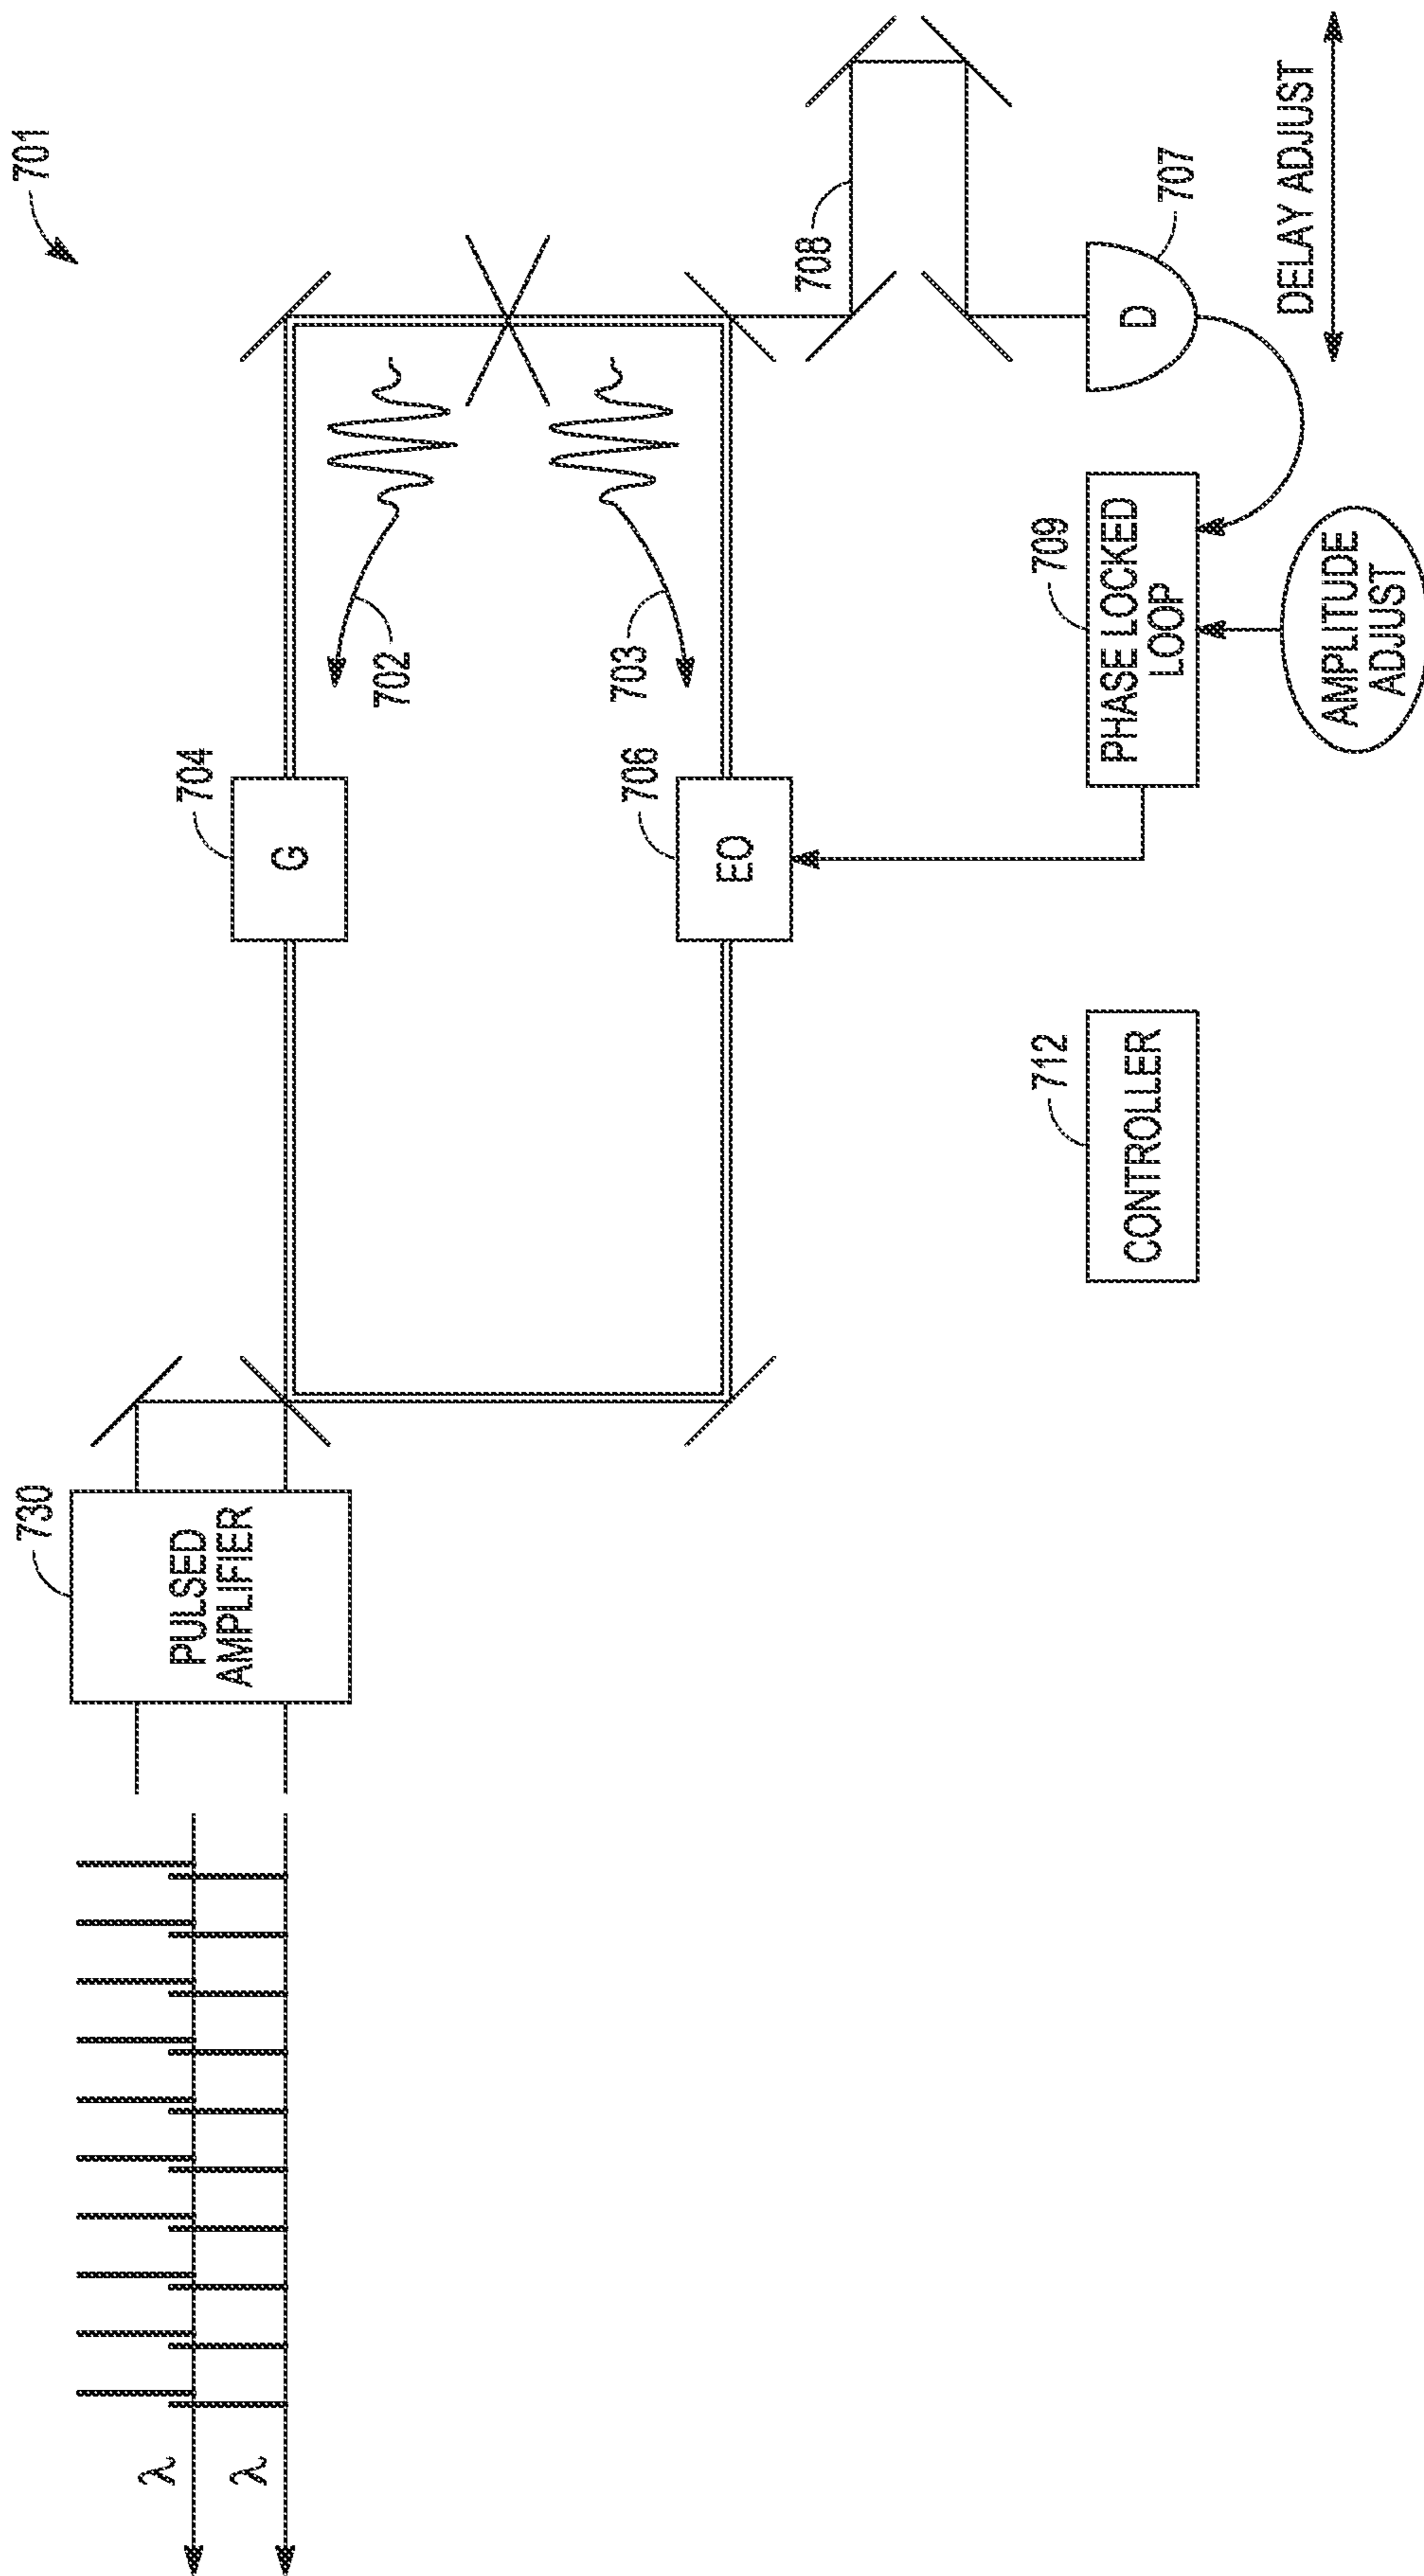 701
730
PULSED
AMPLIFIER
λ
λ
704
G
702
703
706
EO
708
707
D
709
PHASE LOCKED
LOOP
AMPLITUDE
ADJUST
DELAY ADJUST
712
CONTROLLER